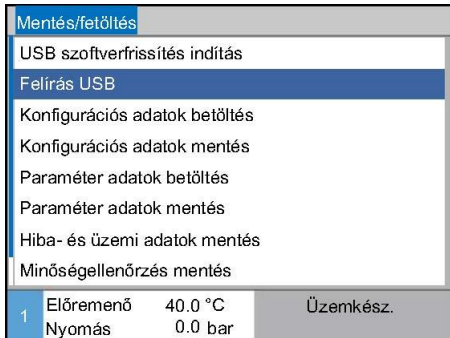 Mentés/fetöltés
USB szoftverfrissítés indítás
Felírás USB
Konfigurációs adatok betöltés
Konfigurációs adatok mentés
Paraméter adatok betöltés
Paraméter adatok mentés
Hiba- és üzemi adatok mentés
Minőségellenőrzés mentés
1 Előremenő 40.0 °C Üzemkész.
Nyomás 0.0 bar